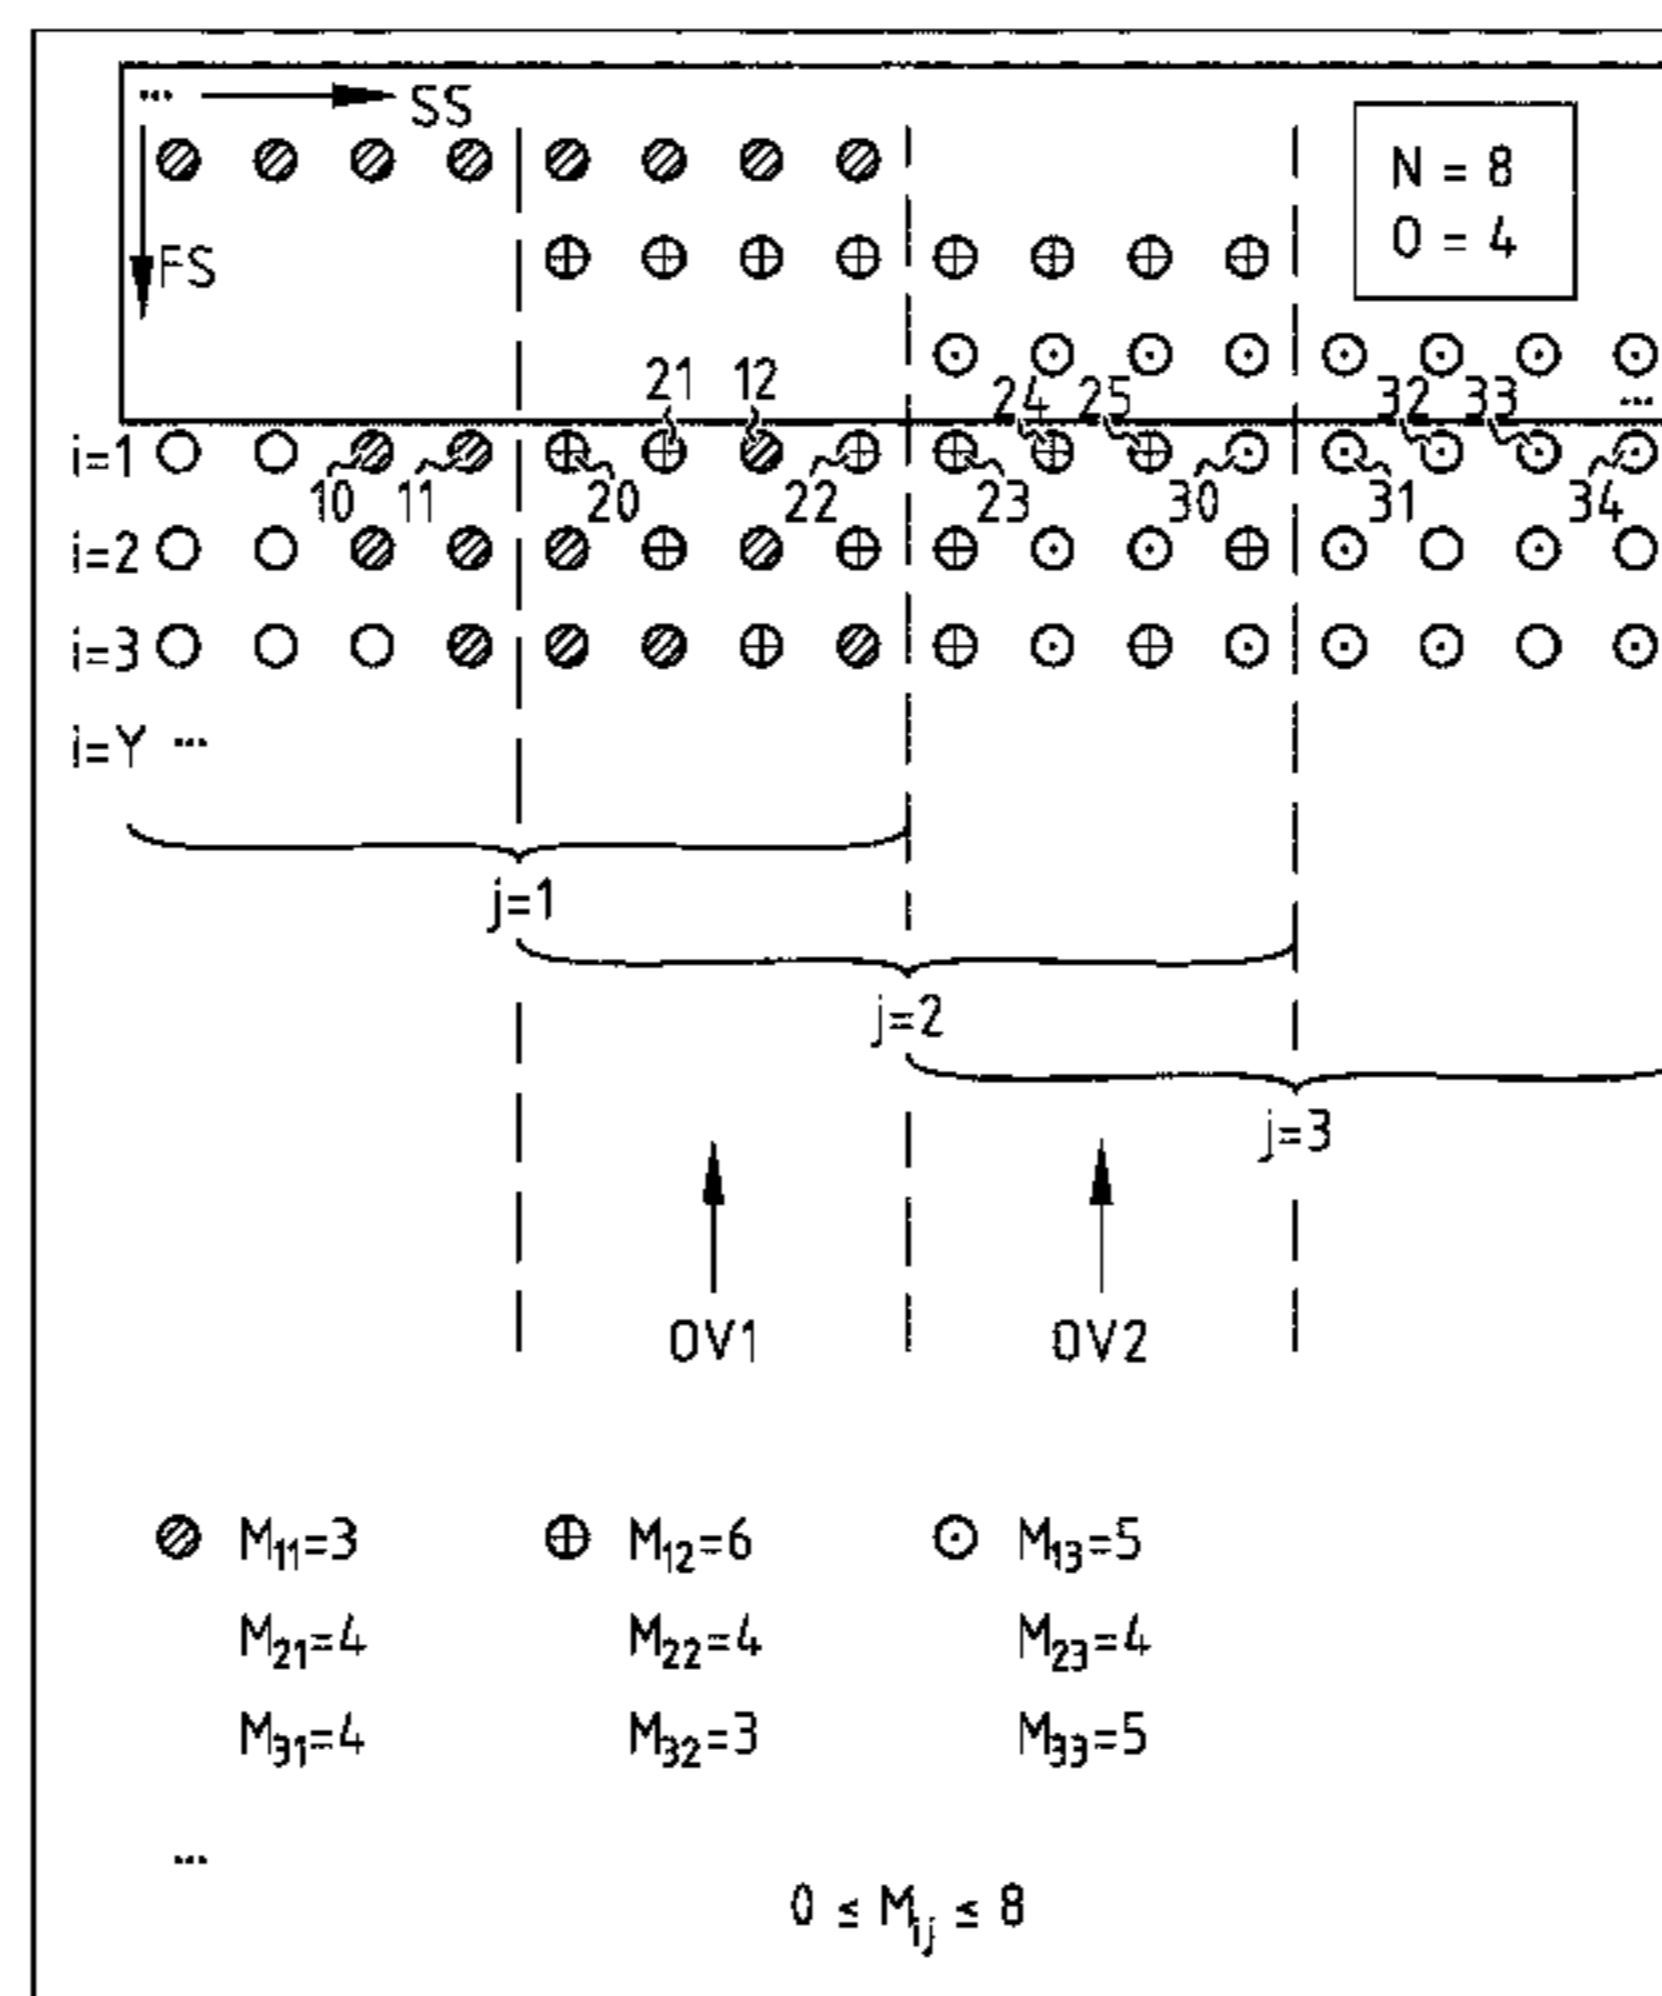 ... SS
N = 8
FS
O = 4
21 12 24 25 32 33 ...
i=1
10 11 20 22 23 30 31 34
i=2
i=3
i=Y ...
j=1
j=2
j=3
OV1 OV2
M11=3 M12=6 M13=5
M21=4 M22=4 M23=4
M31=4 M32=3 M33=5
...
0 ≤ Mij ≤ 8